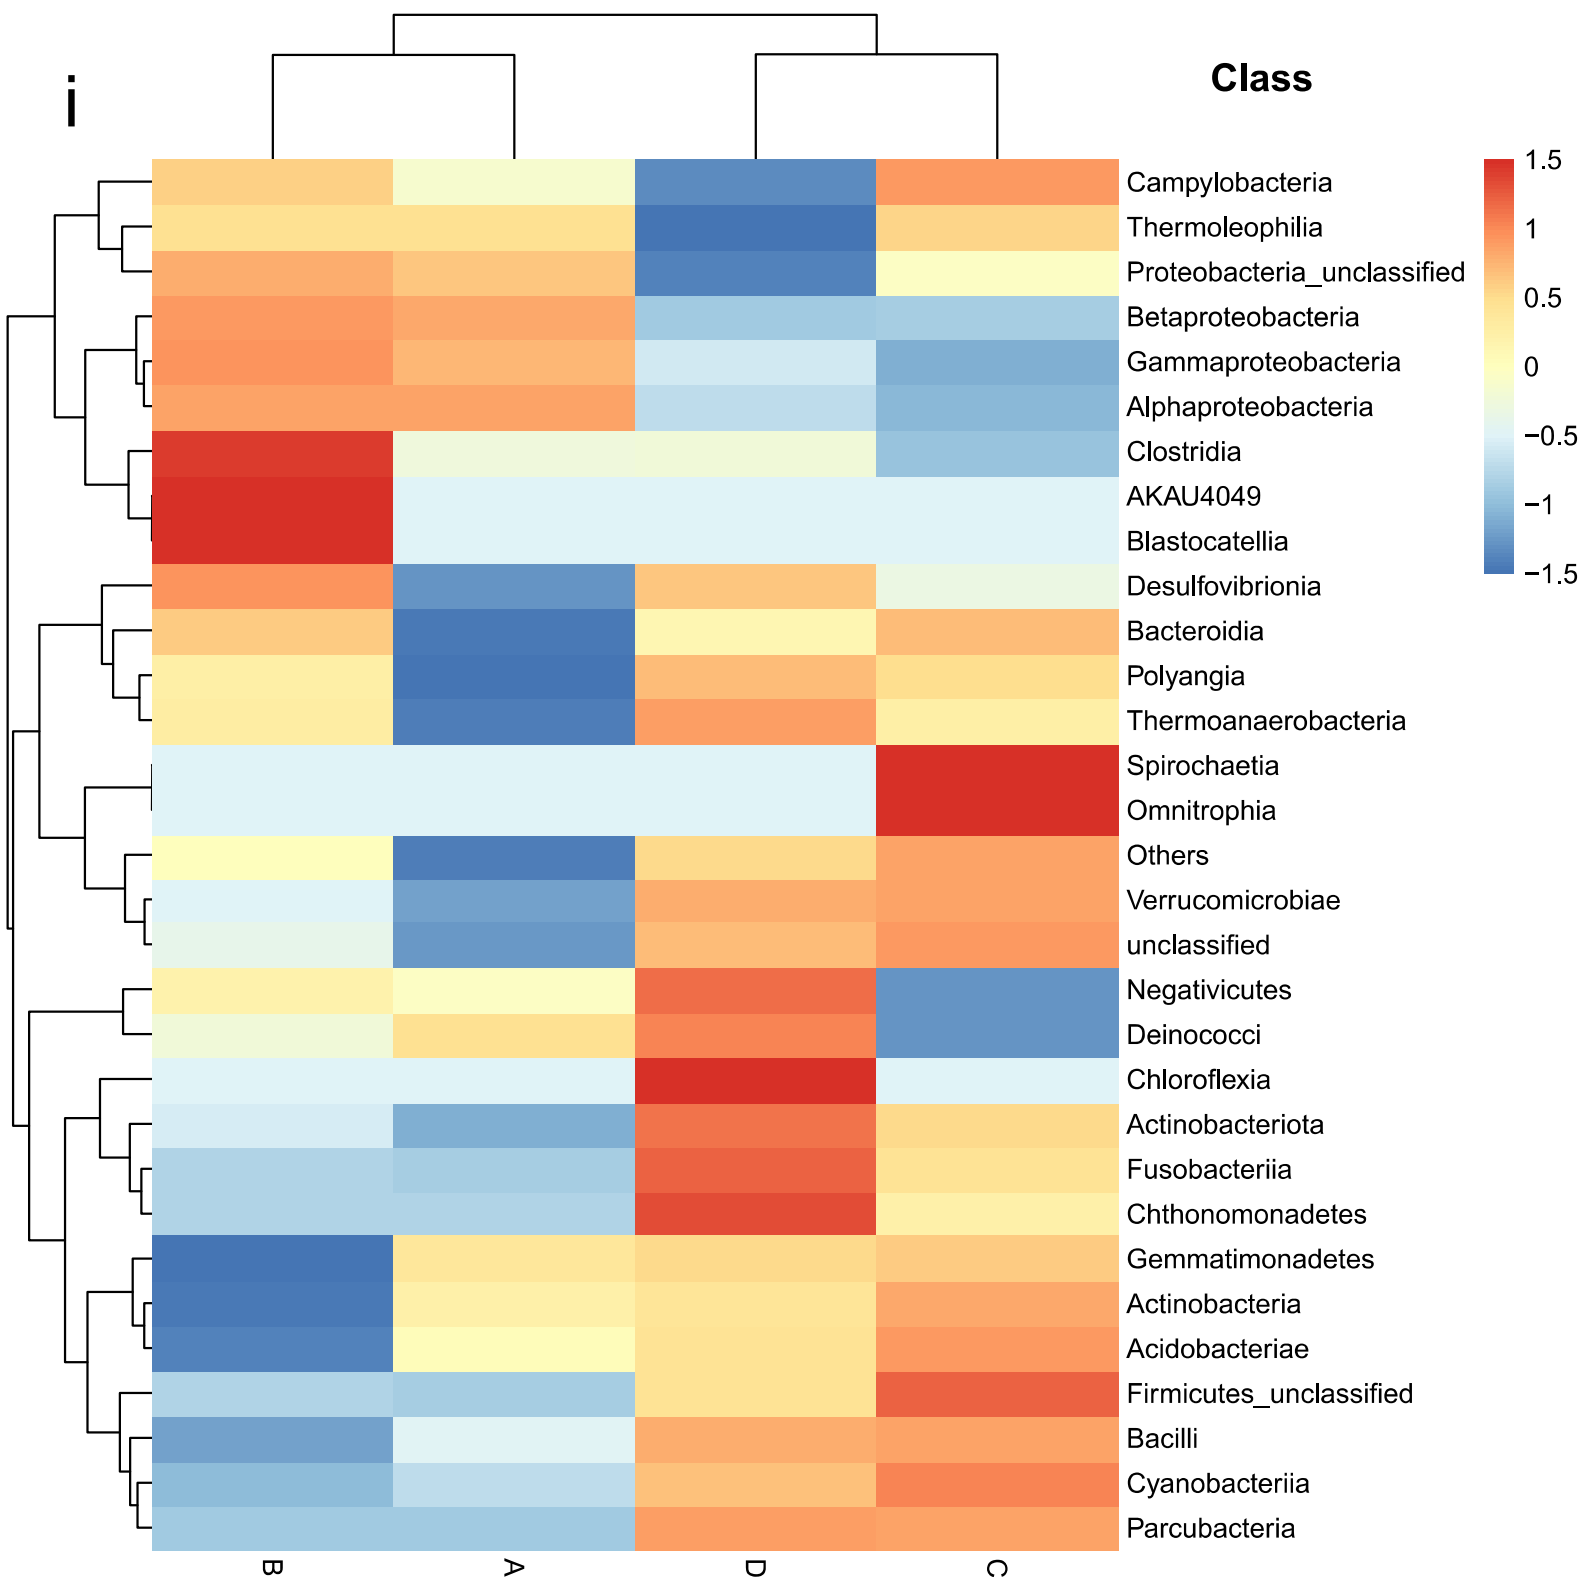 i
Class
Campylobacteria
Thermoleophilia
Proteobacteria_unclassified
Betaproteobacteria
Gammaproteobacteria
Alphaproteobacteria
Clostridia
AKAU4049
Blastocatellia
Desulfovibrionia
Bacteroidia
Polyangia
Thermoanaerobacteria
Spirochaetia
Omnitrophia
Others
Verrucomicrobiae
unclassified
Negativicutes
Deinococci
Chloroflexia
Actinobacteriota
Fusobacteriia
Chthonomonadetes
Gemmatimonadetes
Actinobacteria
Acidobacteriae
Firmicutes_unclassified
Bacilli
Cyanobacteriia
Parcubacteria
1.5
1
0.5
0
−0.5
−1
−1.5
B
A
D
C